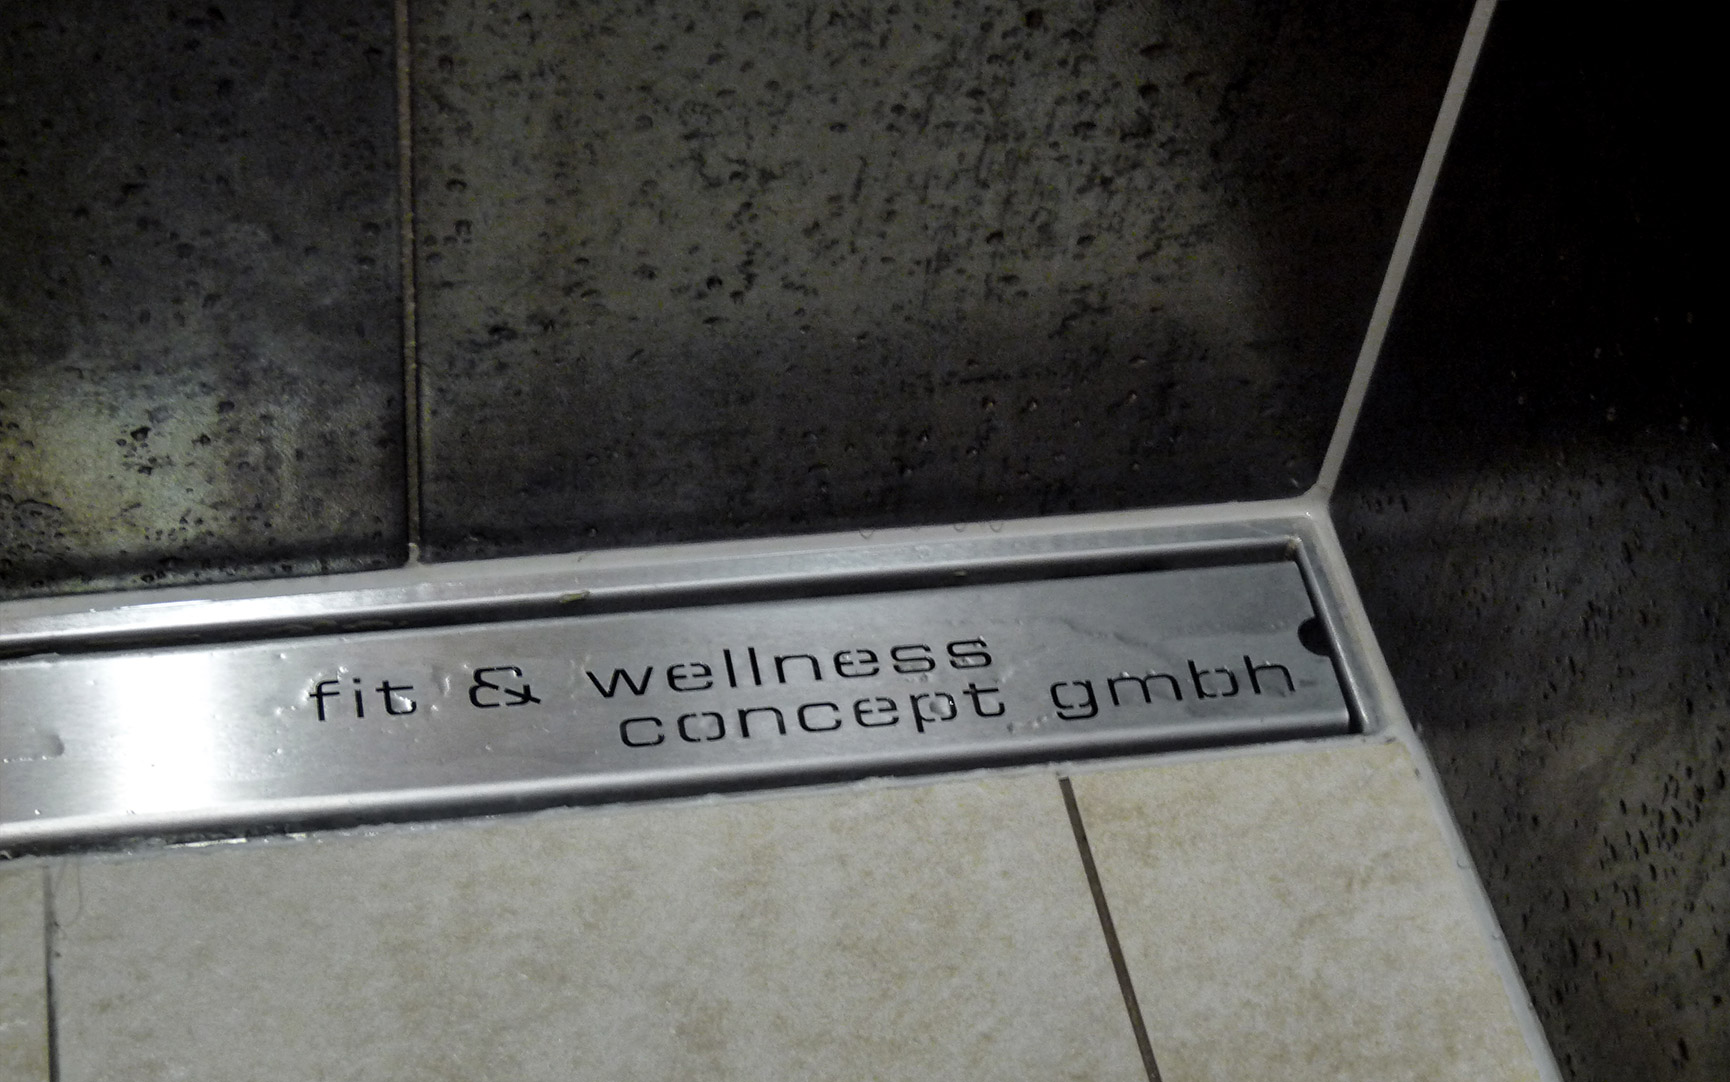 fit & wellness
concept gmbh